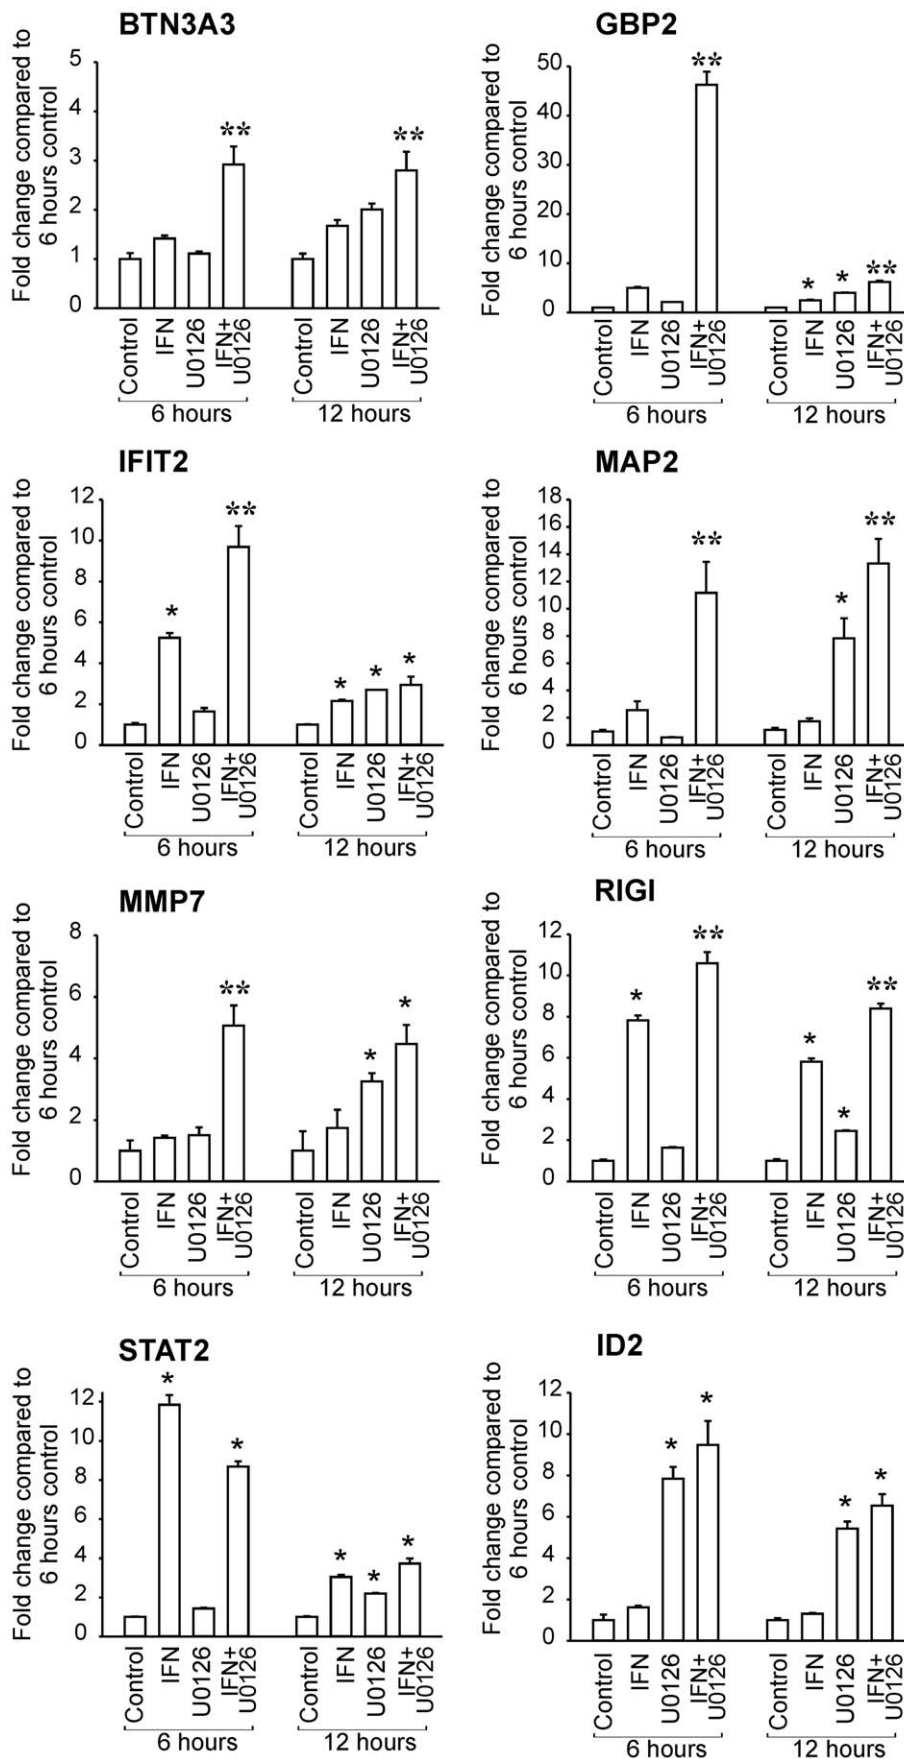 BTN3A3
Fold change compared to
6 hours control
5
4
3
2
1
0
**
**
Control
IFN
U0126
IFN+
U0126
Control
IFN
U0126
IFN+
U0126
6 hours
12 hours
GBP2
Fold change compared to
6 hours control
50
40
30
20
10
0
**
*
*
**
Control
IFN
U0126
IFN+
U0126
Control
IFN
U0126
IFN+
U0126
6 hours
12 hours
IFIT2
Fold change compared to
6 hours control
12
10
8
6
4
2
0
*
**
*
*
*
Control
IFN
U0126
IFN+
U0126
Control
IFN
U0126
IFN+
U0126
6 hours
12 hours
MAP2
Fold change compared to
6 hours control
18
16
14
12
10
8
6
4
2
0
**
*
**
Control
IFN
U0126
IFN+
U0126
Control
IFN
U0126
IFN+
U0126
6 hours
12 hours
MMP7
Fold change compared to
6 hours control
8
6
4
2
0
**
*
*
Control
IFN
U0126
IFN+
U0126
Control
IFN
U0126
IFN+
U0126
6 hours
12 hours
RIGI
Fold change compared to
6 hours control
12
10
8
6
4
2
0
*
**
*
*
**
Control
IFN
U0126
IFN+
U0126
Control
IFN
U0126
IFN+
U0126
6 hours
12 hours
STAT2
Fold change compared to
6 hours control
12
10
8
6
4
2
0
*
*
*
*
*
Control
IFN
U0126
IFN+
U0126
Control
IFN
U0126
IFN+
U0126
6 hours
12 hours
ID2
Fold change compared to
6 hours control
12
10
8
6
4
2
0
*
*
*
*
Control
IFN
U0126
IFN+
U0126
Control
IFN
U0126
IFN+
U0126
6 hours
12 hours